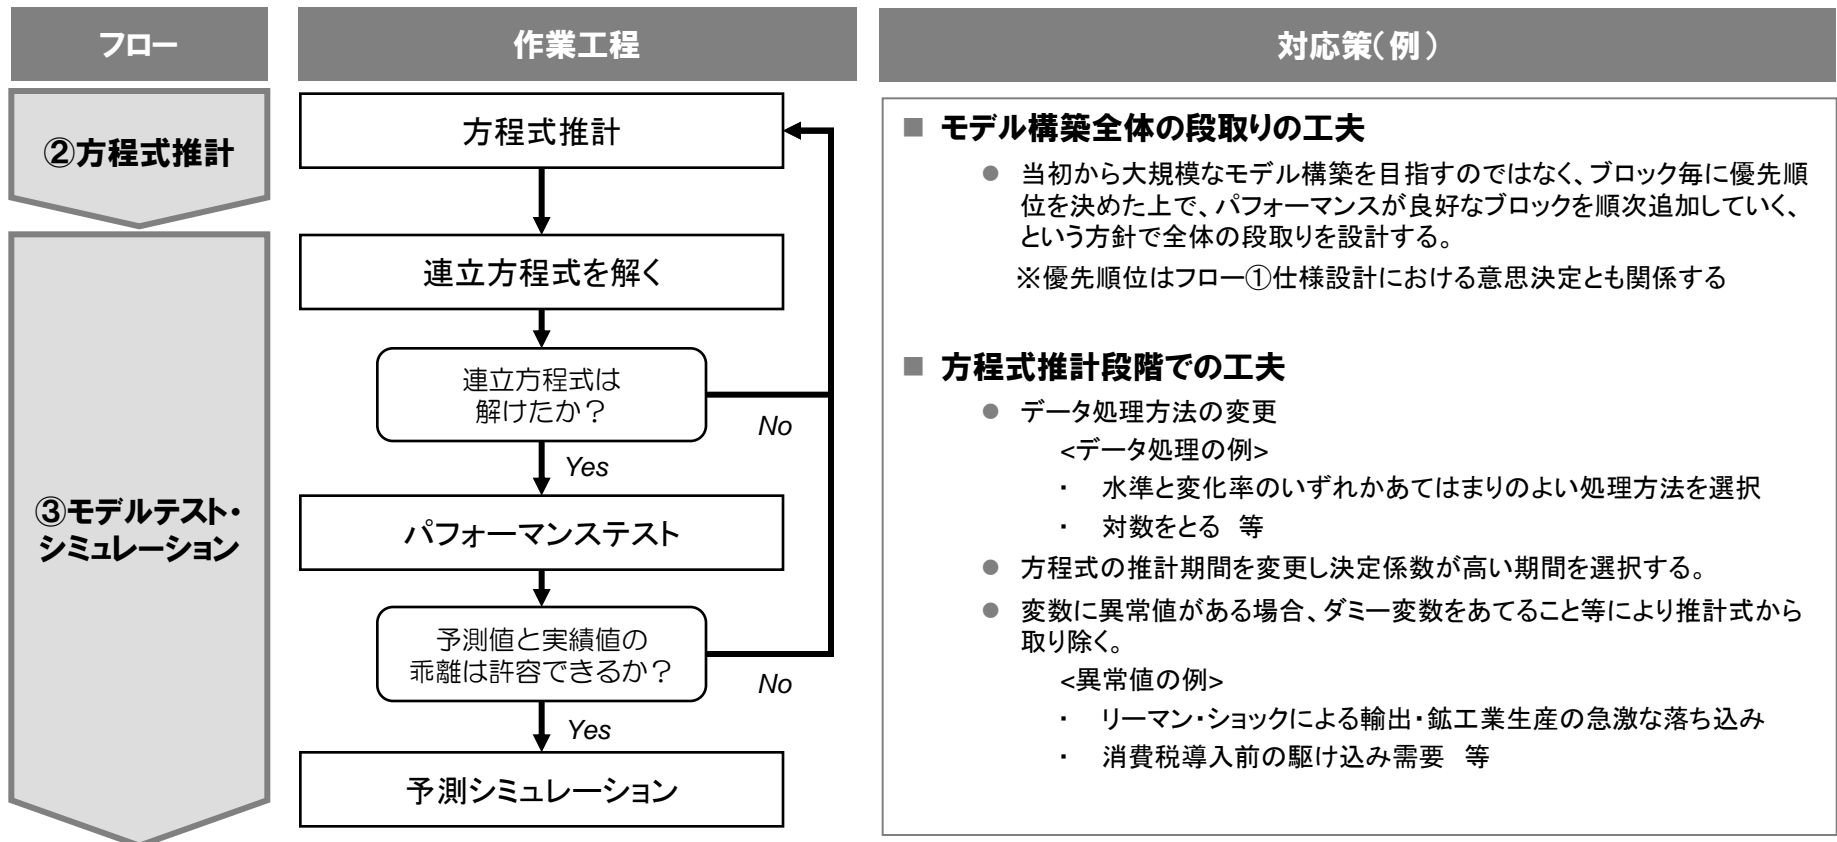 フロー
作業工程
対応策(例)
②方程式推計
③モデルテスト・
シミュレーション
方程式推計
連立方程式を解く
連立方程式は
解けたか？
No
Yes
パフォーマンステスト
予測値と実績値の
乖離は許容できるか？
No
Yes
予測シミュレーション
■ モデル構築全体の段取りの工夫
● 当初から大規模なモデル構築を目指すのではなく、ブロック毎に優先順
位を決めた上で、パフォーマンスが良好なブロックを順次追加していく、
という方針で全体の段取りを設計する。
※優先順位はフロー①仕様設計における意思決定とも関係する
■ 方程式推計段階での工夫
● データ処理方法の変更
<データ処理の例>
・ 水準と変化率のいずれかあてはまりのよい処理方法を選択
・ 対数をとる 等
● 方程式の推計期間を変更し決定係数が高い期間を選択する。
● 変数に異常値がある場合、ダミー変数をあてること等により推計式から
取り除く。
<異常値の例>
・ リーマン・ショックによる輸出・鉱工業生産の急激な落ち込み
・ 消費税導入前の駆け込み需要 等